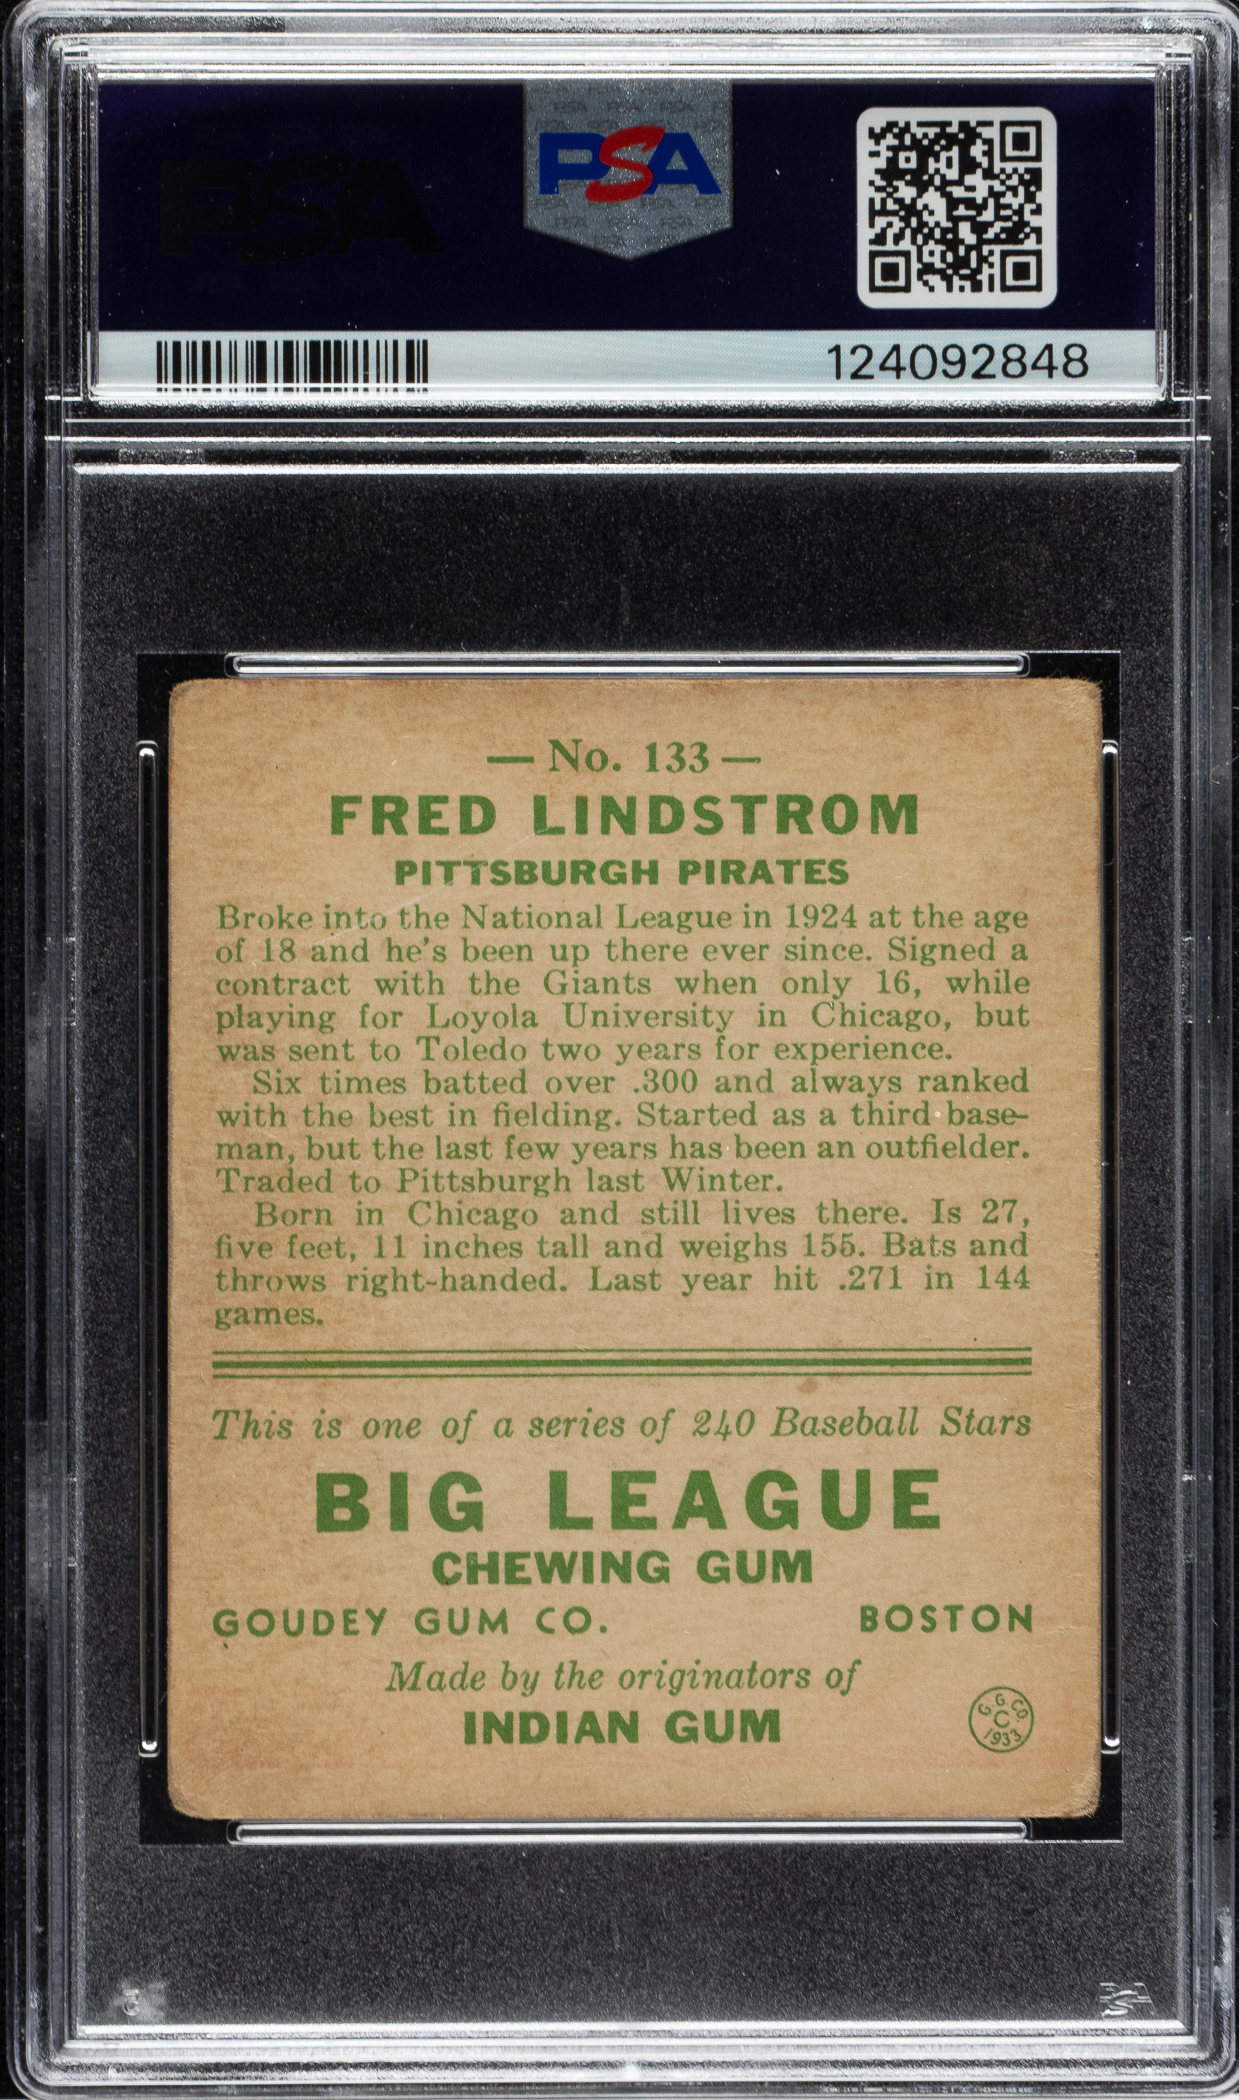 PSA
PSA
124092848
— No. 133 —
FRED LINDSTROM
PITTSBURGH PIRATES
Broke into the National League in 1924 at the age
of 18 and he's been up there ever since. Signed a
contract with the Giants when only 16, while
playing for Loyola University in Chicago, but
was sent to Toledo two years for experience.
Six times batted over .300 and always ranked
with the best in fielding. Started as a third base-
man, but the last few years has been an outfielder.
Traded to Pittsburgh last Winter.
Born in Chicago and still lives there. Is 27,
five feet, 11 inches tall and weighs 155. Bats and
throws right-handed. Last year hit .271 in 144
games.
This is one of a series of 240 Baseball Stars
BIG LEAGUE
CHEWING GUM
GOUDEY GUM CO. BOSTON
Made by the originators of
INDIAN GUM
G.G.CO.
C
1933